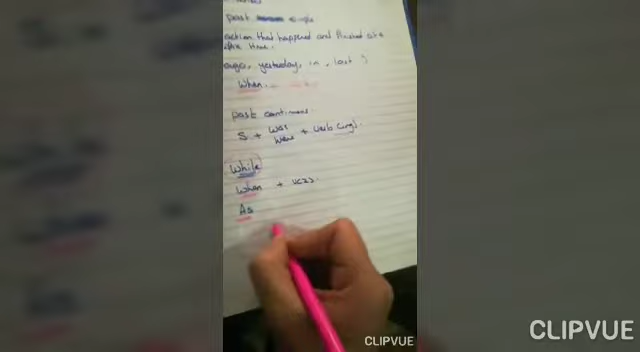 past simple
action that happened and finished at a
time.
(ago, yesterday, in, last)
When
past continuous
S + was
were + verb (ing).
While
When +
As
CLIPVUE
CLIPVUE